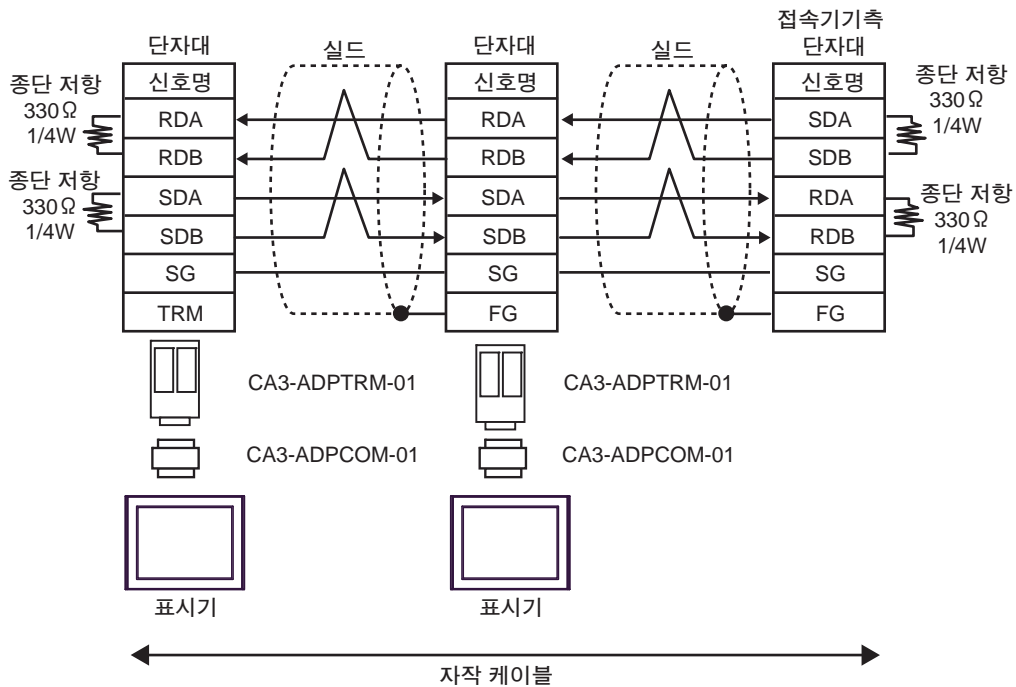 접속기기측
단자대
실드
단자대
실드
단자대
종단 저항
330Ω
1/4W
신호명
RDA
RDB
SDA
SDB
SG
TRM
종단 저항
330Ω
1/4W
신호명
RDA
RDB
SDA
SDB
SG
FG
신호명
SDA
SDB
RDA
RDB
SG
FG
종단 저항
330Ω
1/4W
종단 저항
330Ω
1/4W
CA3-ADPTRM-01
CA3-ADPTRM-01
CA3-ADPCOM-01
CA3-ADPCOM-01
표시기
표시기
자작 케이블